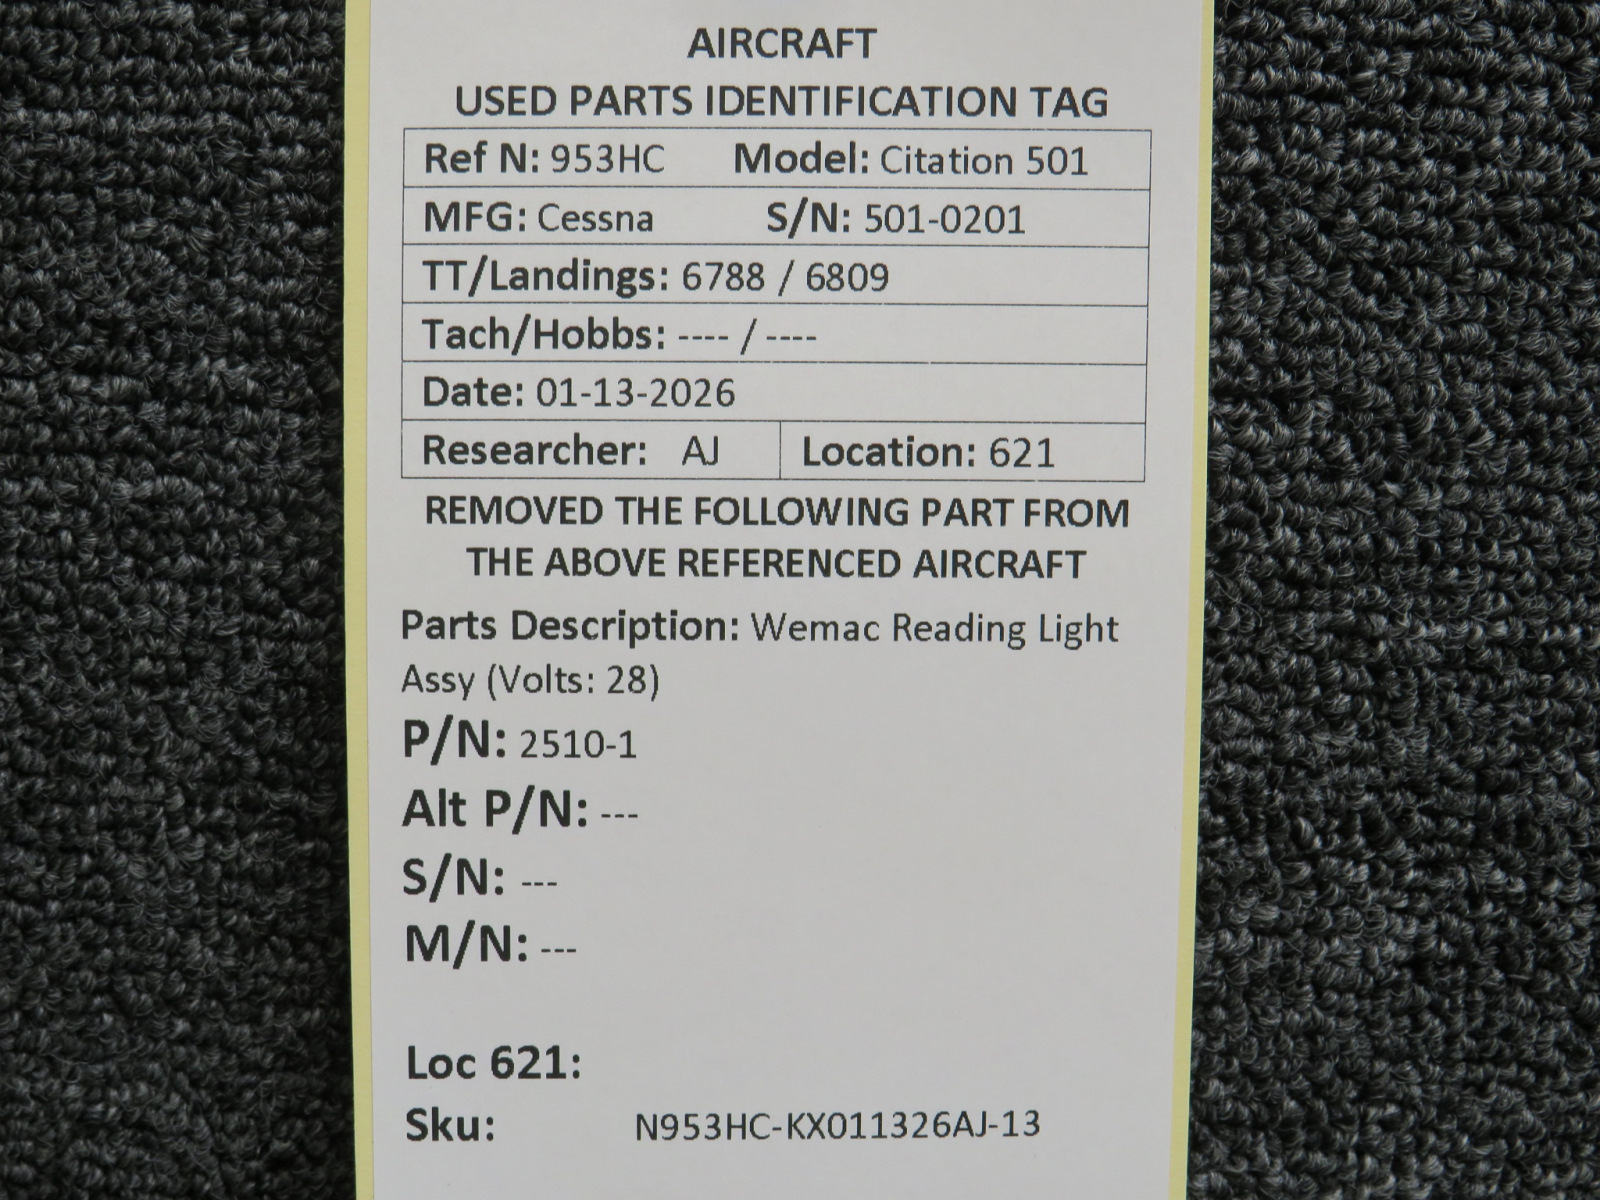 AIRCRAFT
USED PARTS IDENTIFICATION TAG
Ref N: 953HC Model: Citation 501
MFG: Cessna S/N: 501-0201
TT/Landings: 6788 / 6809
Tach/Hobbs: ---- / ----
Date: 01-13-2026
Researcher: AJ Location: 621
REMOVED THE FOLLOWING PART FROM
THE ABOVE REFERENCED AIRCRAFT
Parts Description: Wemac Reading Light
Assy (Volts: 28)
P/N: 2510-1
Alt P/N: ---
S/N: ---
M/N: ---
Loc 621:
Sku: N953HC-KX011326AJ-13